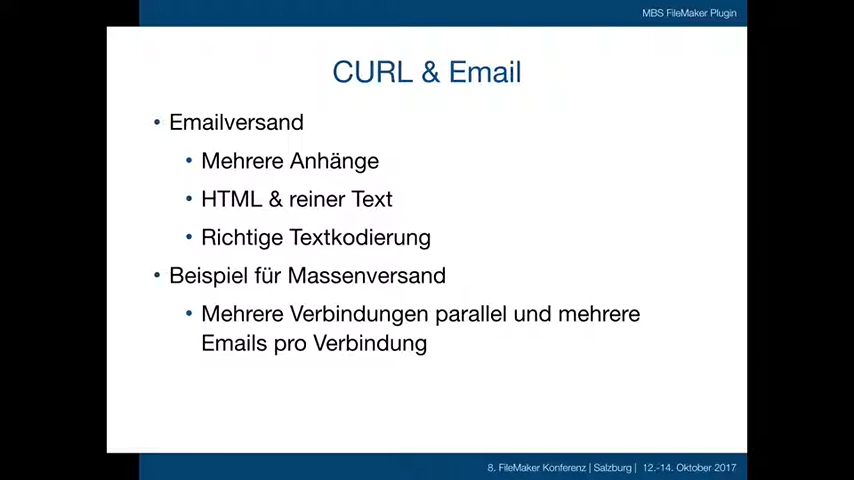 MBS FileMaker Plugin
CURL & Email
• Emailversand
• Mehrere Anhänge
• HTML & reiner Text
• Richtige Textkodierung
• Beispiel für Massenversand
• Mehrere Verbindungen parallel und mehrere
Emails pro Verbindung
8. FileMaker Konferenz | Salzburg | 12.-14. Oktober 2017